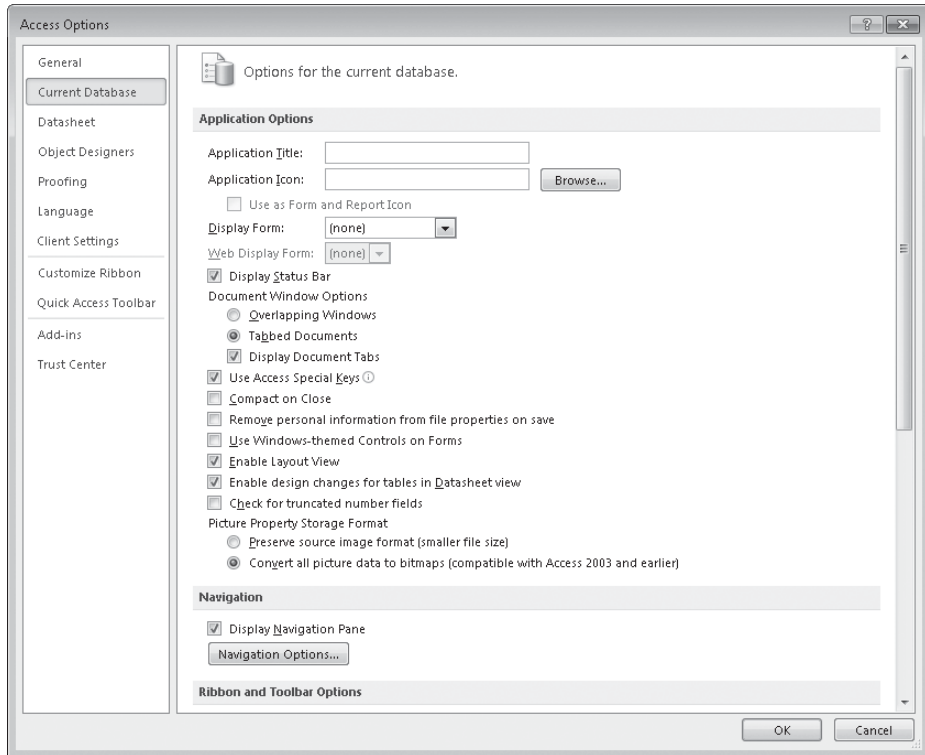 Access Options
General
Current Database
Datasheet
Object Designers
Proofing
Language
Client Settings
Customize Ribbon
Quick Access Toolbar
Add-ins
Trust Center
Options for the current database.
Application Options
Application Title:
Application Icon:
Browse...
Use as Form and Report Icon
Display Form: (none)
Web Display Form: (none)
Display Status Bar
Document Window Options
Overlapping Windows
Tabbed Documents
Display Document Tabs
Use Access Special Keys
Compact on Close
Remove personal information from file properties on save
Use Windows-themed Controls on Forms
Enable Layout View
Enable design changes for tables in Datasheet view
Check for truncated number fields
Picture Property Storage Format
Preserve source image format (smaller file size)
Convert all picture data to bitmaps (compatible with Access 2003 and earlier)
Navigation
Display Navigation Pane
Navigation Options...
Ribbon and Toolbar Options
OK
Cancel